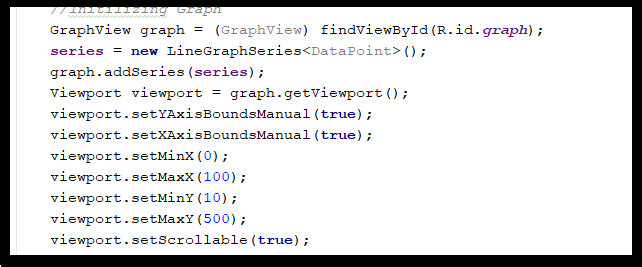 //Initilizing Graph
GraphView graph = (GraphView) findViewById(R.id.graph);
series = new LineGraphSeries<DataPoint>();
graph.addSeries(series);
Viewport viewport = graph.getViewport();
viewport.setYAxisBoundsManual(true);
viewport.setXAxisBoundsManual(true);
viewport.setMinX(0);
viewport.setMaxX(100);
viewport.setMinY(10);
viewport.setMaxY(500);
viewport.setScrollable(true);